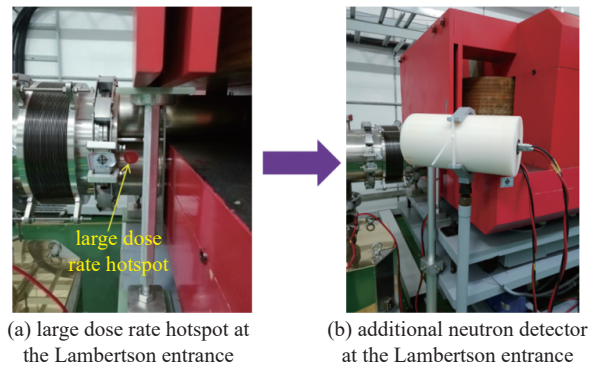 large dose
rate hotspot
(a) large dose rate hotspot at
the Lambertson entrance
(b) additional neutron detector
at the Lambertson entrance